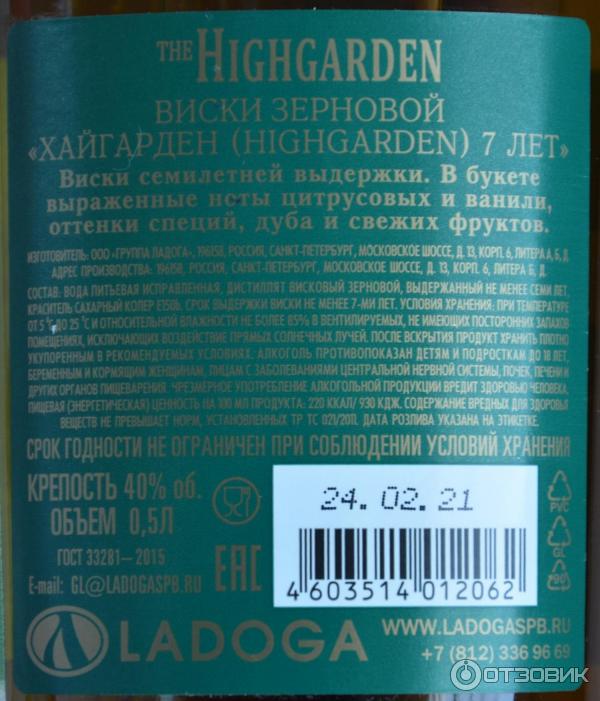 THE HIGHGARDEN
ВИСКИ ЗЕРНОВОЙ
«ХАЙГАРДЕН (HIGHGARDEN) 7 ЛЕТ»
Виски семилетней выдержки. В букете
выраженные ноты цитрусовых и ванили,
оттенки специй, дуба и свежих фруктов.
ИЗГОТОВИТЕЛЬ: ООО «ГРУППА ЛАДОГА», 196158, РОССИЯ, САНКТ-ПЕТЕРБУРГ, МОСКОВСКОЕ ШОССЕ, Д. 13, КОРП. 6, ЛИТЕРА А, Б, Д.
АДРЕС ПРОИЗВОДСТВА: 196158, РОССИЯ, САНКТ-ПЕТЕРБУРГ, МОСКОВСКОЕ ШОССЕ, Д. 13, КОРП. 6, ЛИТЕРА Б, Д.
СОСТАВ: ВОДА ПИТЬЕВАЯ ИСПРАВЛЕННАЯ, ДИСТИЛЛЯТ ВИСКОВЫЙ ЗЕРНОВОЙ, ВЫДЕРЖАННЫЙ НЕ МЕНЕЕ СЕМИ ЛЕТ,
КРАСИТЕЛЬ САХАРНЫЙ КОЛЕР Е150b. СРОК ВЫДЕРЖКИ ВИСКИ НЕ МЕНЕЕ 7-МИ ЛЕТ. УСЛОВИЯ ХРАНЕНИЯ: ПРИ ТЕМПЕРАТУРЕ
ОТ 5 °С ДО 25 °С И ОТНОСИТЕЛЬНОЙ ВЛАЖНОСТИ НЕ БОЛЕЕ 85% В ВЕНТИЛИРУЕМЫХ, НЕ ИМЕЮЩИХ ПОСТОРОННИХ ЗАПАХОВ
ПОМЕЩЕНИЯХ, ИСКЛЮЧАЮЩИХ ВОЗДЕЙСТВИЕ ПРЯМЫХ СОЛНЕЧНЫХ ЛУЧЕЙ. ПОСЛЕ ВСКРЫТИЯ ПРОДУКТ ХРАНИТЬ ПЛОТНО
УКУПОРЕННЫМ В РЕКОМЕНДУЕМЫХ УСЛОВИЯХ. АЛКОГОЛЬ ПРОТИВОПОКАЗАН ДЕТЯМ И ПОДРОСТКАМ ДО 18 ЛЕТ,
БЕРЕМЕННЫМ И КОРМЯЩИМ ЖЕНЩИНАМ, ЛИЦАМ С ЗАБОЛЕВАНИЯМИ ЦЕНТРАЛЬНОЙ НЕРВНОЙ СИСТЕМЫ, ПОЧЕК, ПЕЧЕНИ И
ДРУГИХ ОРГАНОВ ПИЩЕВАРЕНИЯ. ЧРЕЗМЕРНОЕ УПОТРЕБЛЕНИЕ АЛКОГОЛЬНОЙ ПРОДУКЦИИ ВРЕДИТ ЗДОРОВЬЮ ЧЕЛОВЕКА.
ПИЩЕВАЯ (ЭНЕРГЕТИЧЕСКАЯ) ЦЕННОСТЬ НА 100 МЛ ПРОДУКТА: 220 ККАЛ/ 930 КДЖ. СОДЕРЖАНИЕ ВРЕДНЫХ ДЛЯ ЗДОРОВЬЯ
ВЕЩЕСТВ НЕ ПРЕВЫШАЕТ НОРМ, УСТАНОВЛЕННЫХ ТР ТС 021/2011. ДАТА РОЗЛИВА УКАЗАНА НА ЭТИКЕТКЕ.
СРОК ГОДНОСТИ НЕ ОГРАНИЧЕН ПРИ СОБЛЮДЕНИИ УСЛОВИЙ ХРАНЕНИЯ
КРЕПОСТЬ 40% об.
ОБЪЕМ 0,5Л
ГОСТ 33281–2015
E-mail: GL@LADOGASPB.RU
EAC
24. 02. 21
4 603514 012062
PVC
GL
C/90
LADOGA
WWW.LADOGASPB.RU
+7 (812) 336 96 69
ОТЗОВИК